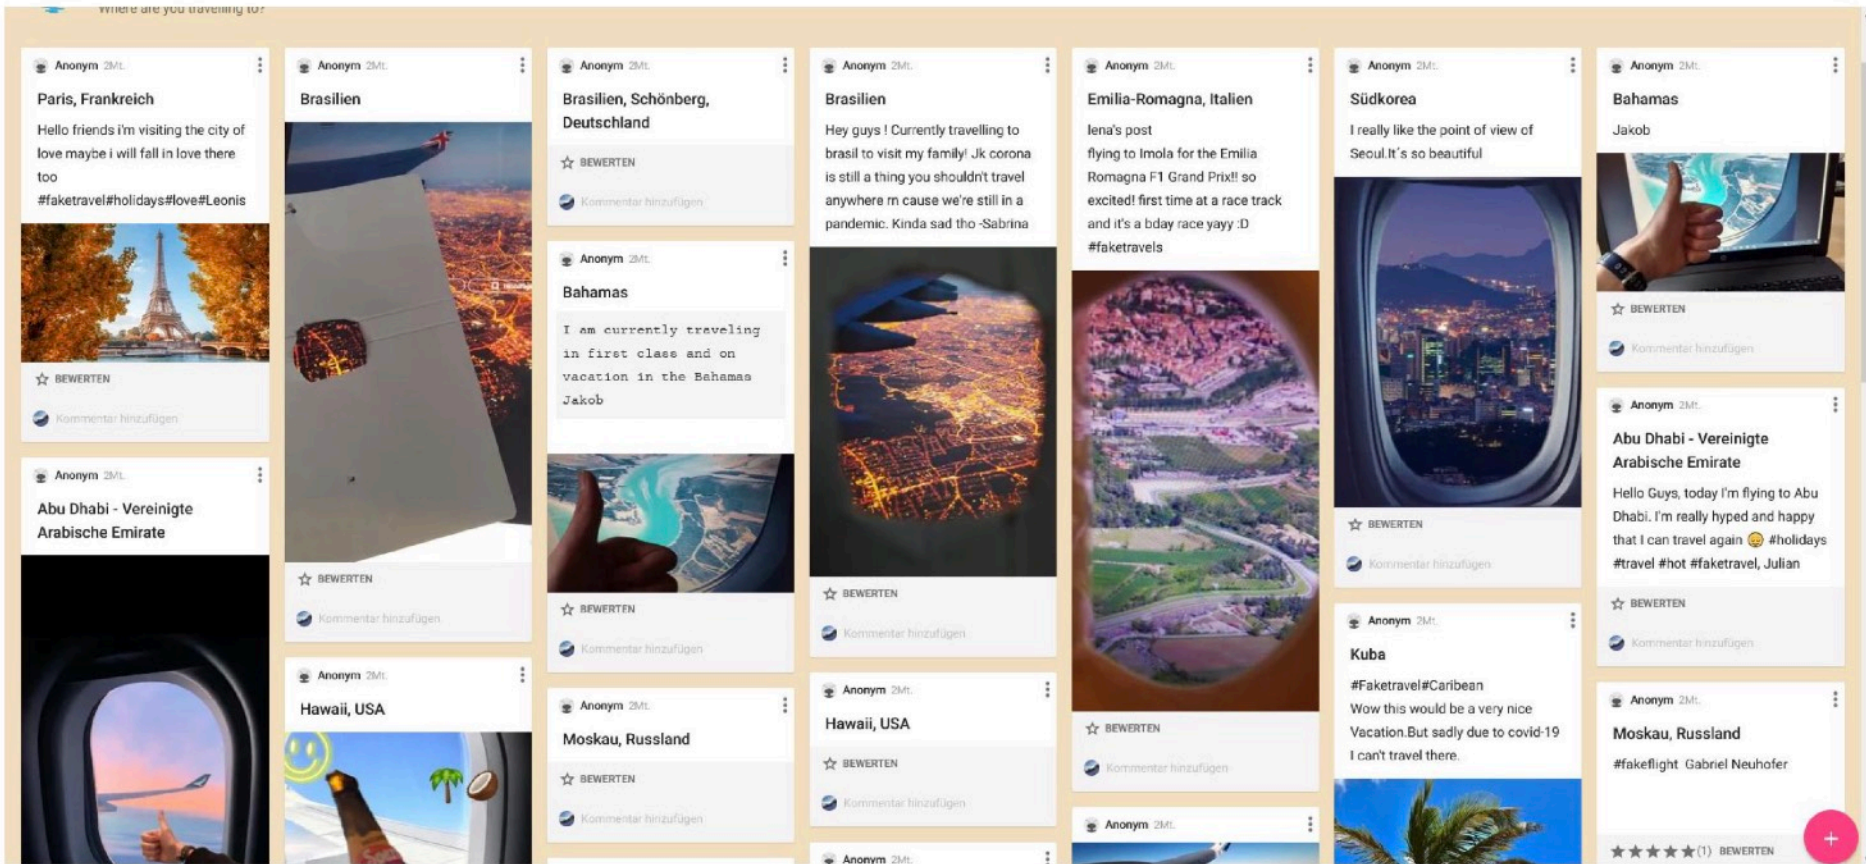 Where are you travelling to?
Anonym 2Mt.
Paris, Frankreich
Hello friends i'm visiting the city of
love maybe i will fall in love there
too
#faketravel#holidays#love#Leonis
BEWERTEN
Kommentar hinzufügen
Anonym 2Mt.
Abu Dhabi - Vereinigte
Arabische Emirate
Anonym 2Mt.
Brasilien
BEWERTEN
Kommentar hinzufügen
Anonym 2Mt.
Hawaii, USA
Anonym 2Mt.
Brasilien, Schönberg,
Deutschland
BEWERTEN
Kommentar hinzufügen
Anonym 2Mt.
Bahamas
I am currently traveling
in first class and on
vacation in the Bahamas
Jakob
BEWERTEN
Kommentar hinzufügen
Anonym 2Mt.
Moskau, Russland
BEWERTEN
Kommentar hinzufügen
Anonym 2Mt.
Brasilien
Hey guys ! Currently travelling to
brasil to visit my family! Jk corona
is still a thing you shouldn't travel
anywhere rn cause we're still in a
pandemic. Kinda sad tho -Sabrina
BEWERTEN
Kommentar hinzufügen
Anonym 2Mt.
Hawaii, USA
BEWERTEN
Kommentar hinzufügen
Anonym 2Mt.
Anonym 2Mt.
Emilia-Romagna, Italien
lena's post
flying to Imola for the Emilia
Romagna F1 Grand Prix!! so
excited! first time at a race track
and it's a bday race yayy :D
#faketravels
BEWERTEN
Kommentar hinzufügen
Anonym 2Mt.
Anonym 2Mt.
Südkorea
I really like the point of view of
Seoul.It´s so beautiful
BEWERTEN
Kommentar hinzufügen
Anonym 2Mt.
Kuba
#Faketravel#Caribean
Wow this would be a very nice
Vacation.But sadly due to covid-19
I can't travel there.
Anonym 2Mt.
Bahamas
Jakob
BEWERTEN
Kommentar hinzufügen
Anonym 2Mt.
Abu Dhabi - Vereinigte
Arabische Emirate
Hello Guys, today I'm flying to Abu
Dhabi. I'm really hyped and happy
that I can travel again 😄 #holidays
#travel #hot #faketravel, Julian
BEWERTEN
Kommentar hinzufügen
Anonym 2Mt.
Moskau, Russland
#fakeflight Gabriel Neuhofer
(1) BEWERTEN